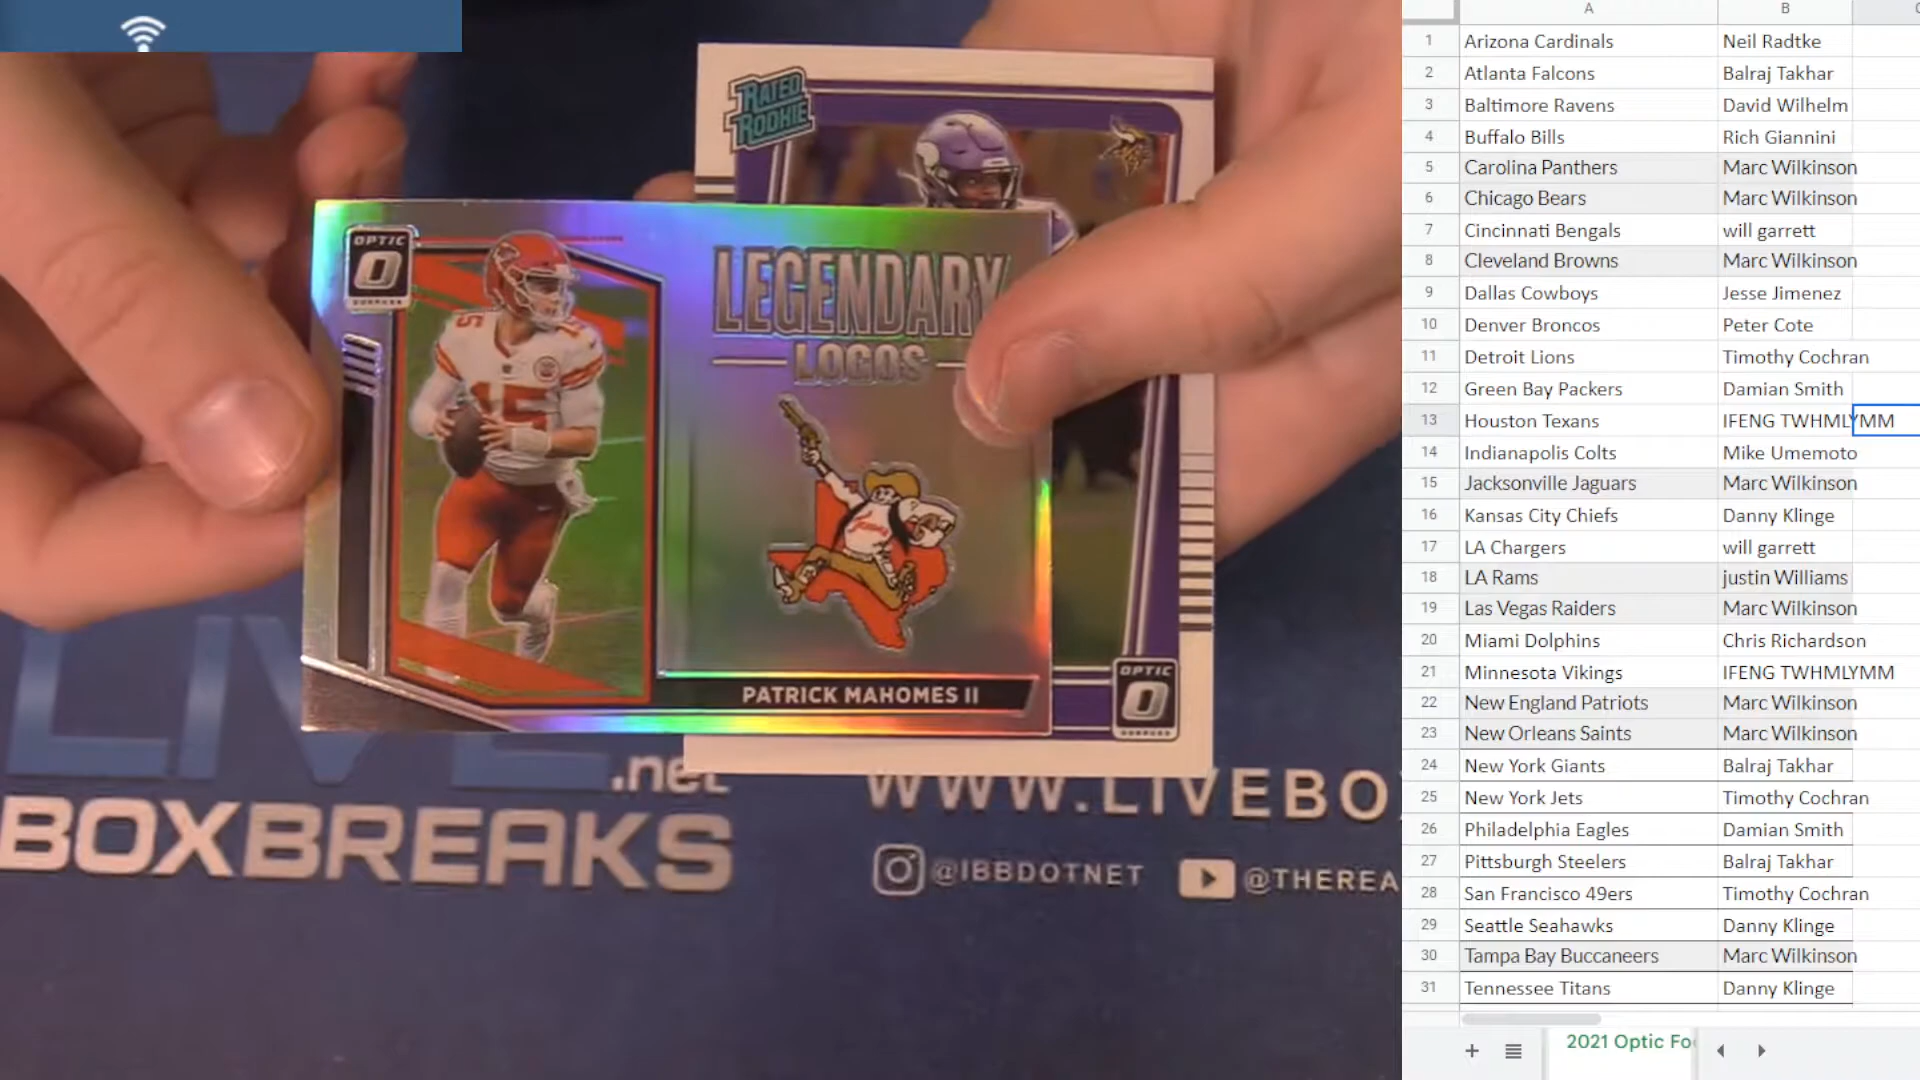 RATED
ROOKIE
OPTIC
O
DONRUSS
LEGENDARY
LOGOS
15
15
Texans
PATRICK MAHOMES II
OPTIC
O
DONRUSS
LIVE
.net
BOXBREAKS
WWW.LIVEBO
@IBBDOTNET
@THEREA
A B
1 Arizona Cardinals Neil Radtke
2 Atlanta Falcons Balraj Takhar
3 Baltimore Ravens David Wilhelm
4 Buffalo Bills Rich Giannini
5 Carolina Panthers Marc Wilkinson
6 Chicago Bears Marc Wilkinson
7 Cincinnati Bengals will garrett
8 Cleveland Browns Marc Wilkinson
9 Dallas Cowboys Jesse Jimenez
10 Denver Broncos Peter Cote
11 Detroit Lions Timothy Cochran
12 Green Bay Packers Damian Smith
13 Houston Texans IFENG TWHMLYMM
14 Indianapolis Colts Mike Umemoto
15 Jacksonville Jaguars Marc Wilkinson
16 Kansas City Chiefs Danny Klinge
17 LA Chargers will garrett
18 LA Rams justin Williams
19 Las Vegas Raiders Marc Wilkinson
20 Miami Dolphins Chris Richardson
21 Minnesota Vikings IFENG TWHMLYMM
22 New England Patriots Marc Wilkinson
23 New Orleans Saints Marc Wilkinson
24 New York Giants Balraj Takhar
25 New York Jets Timothy Cochran
26 Philadelphia Eagles Damian Smith
27 Pittsburgh Steelers Balraj Takhar
28 San Francisco 49ers Timothy Cochran
29 Seattle Seahawks Danny Klinge
30 Tampa Bay Buccaneers Marc Wilkinson
31 Tennessee Titans Danny Klinge
2021 Optic Fo